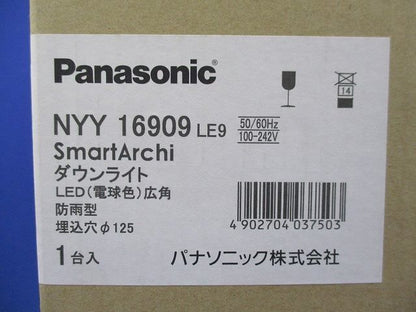 Panasonic®
NYY 16909 LE9
50/60Hz
100-242V
14
SmartArchi
ダウンライト
LED(電球色)広角
防雨型
埋込穴φ125
4 902704 037503
1台入
パナソニック株式会社